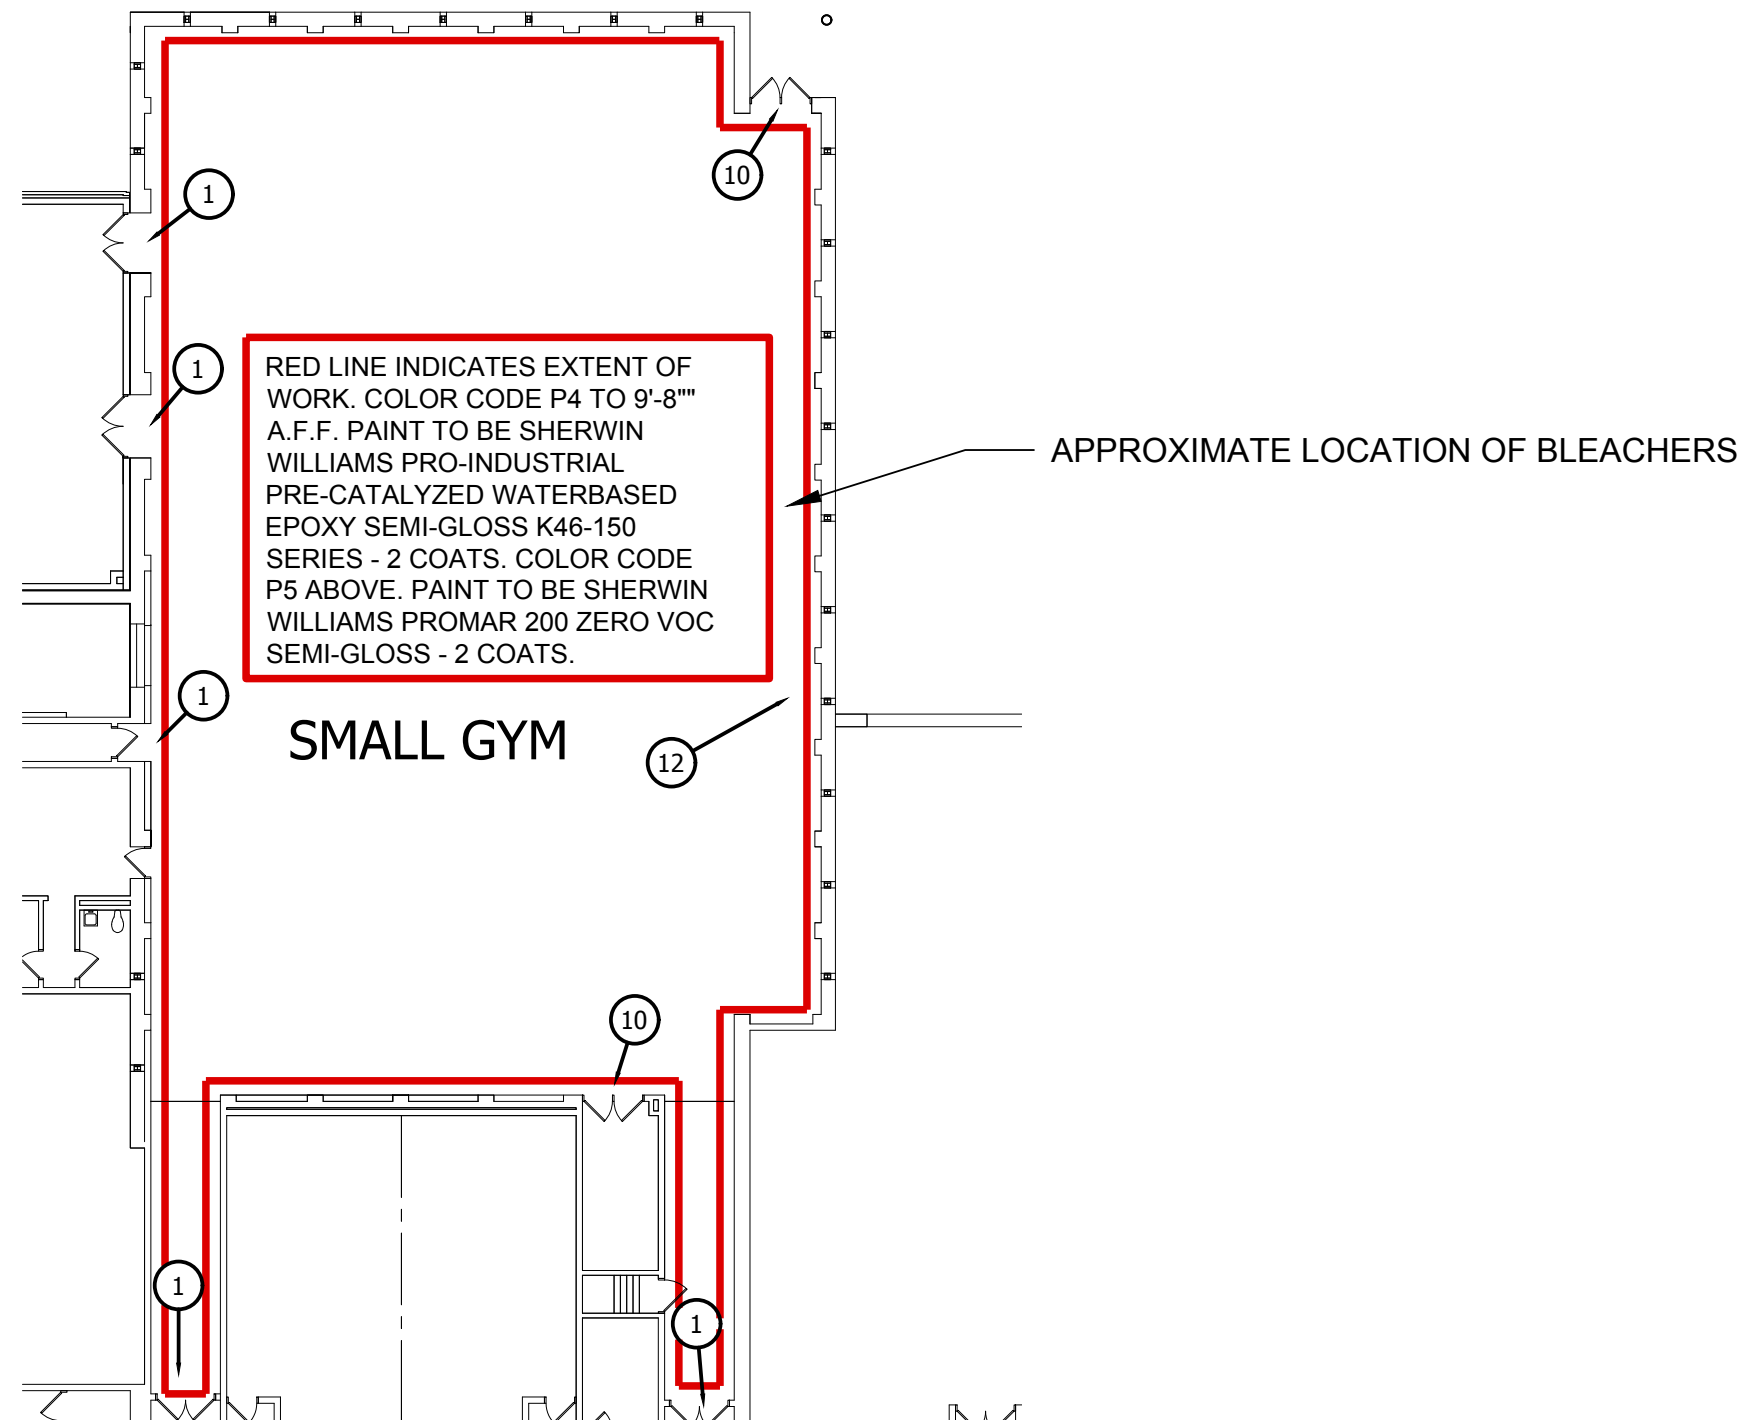 10
1
1
RED LINE INDICATES EXTENT OF
WORK. COLOR CODE P4 TO 9'-8""
A.F.F. PAINT TO BE SHERWIN
WILLIAMS PRO-INDUSTRIAL
PRE-CATALYZED WATERBASED
EPOXY SEMI-GLOSS K46-150
SERIES - 2 COATS. COLOR CODE
P5 ABOVE. PAINT TO BE SHERWIN
WILLIAMS PROMAR 200 ZERO VOC
SEMI-GLOSS - 2 COATS.
APPROXIMATE LOCATION OF BLEACHERS
1
SMALL GYM
12
10
1
1